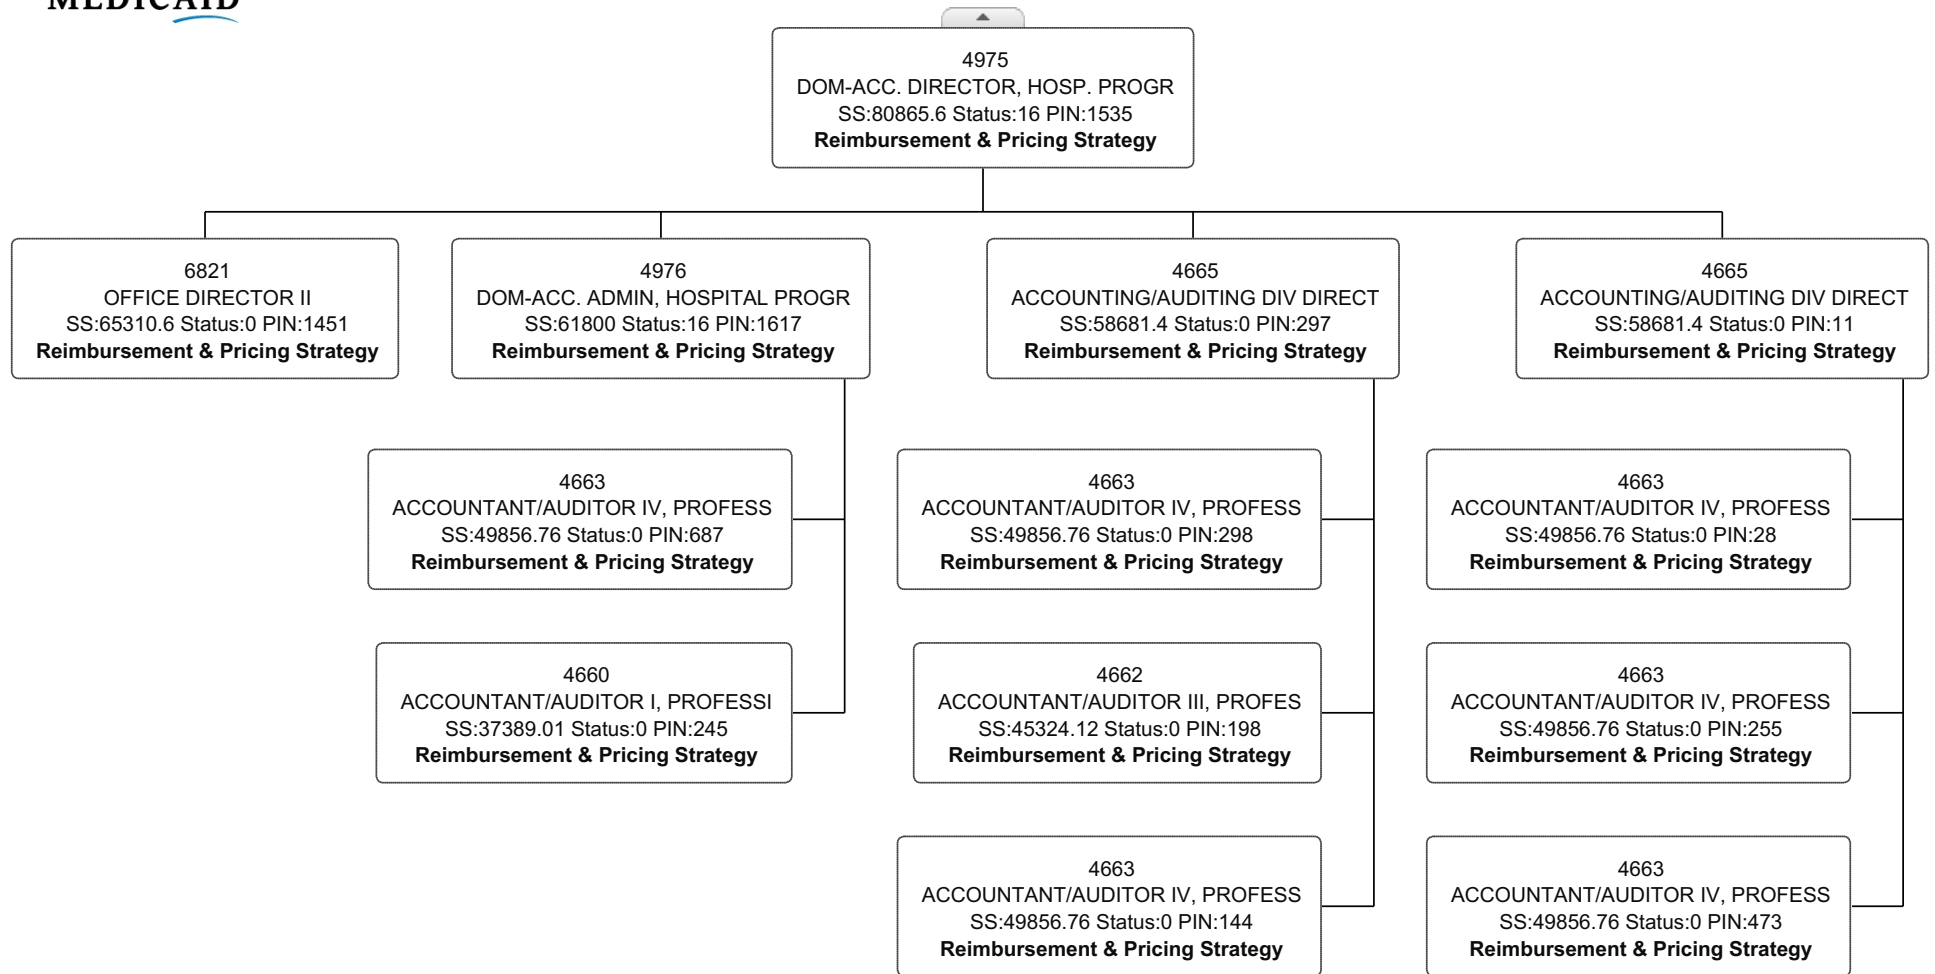 MEDICAID
4975
DOM-ACC. DIRECTOR, HOSP. PROGR
SS:80865.6 Status:16 PIN:1535
Reimbursement & Pricing Strategy
6821
OFFICE DIRECTOR II
SS:65310.6 Status:0 PIN:1451
Reimbursement & Pricing Strategy
4976
DOM-ACC. ADMIN, HOSPITAL PROGR
SS:61800 Status:16 PIN:1617
Reimbursement & Pricing Strategy
4665
ACCOUNTING/AUDITING DIV DIRECT
SS:58681.4 Status:0 PIN:297
Reimbursement & Pricing Strategy
4665
ACCOUNTING/AUDITING DIV DIRECT
SS:58681.4 Status:0 PIN:11
Reimbursement & Pricing Strategy
4663
ACCOUNTANT/AUDITOR IV, PROFESS
SS:49856.76 Status:0 PIN:687
Reimbursement & Pricing Strategy
4663
ACCOUNTANT/AUDITOR IV, PROFESS
SS:49856.76 Status:0 PIN:298
Reimbursement & Pricing Strategy
4663
ACCOUNTANT/AUDITOR IV, PROFESS
SS:49856.76 Status:0 PIN:28
Reimbursement & Pricing Strategy
4660
ACCOUNTANT/AUDITOR I, PROFESSI
SS:37389.01 Status:0 PIN:245
Reimbursement & Pricing Strategy
4662
ACCOUNTANT/AUDITOR III, PROFES
SS:45324.12 Status:0 PIN:198
Reimbursement & Pricing Strategy
4663
ACCOUNTANT/AUDITOR IV, PROFESS
SS:49856.76 Status:0 PIN:255
Reimbursement & Pricing Strategy
4663
ACCOUNTANT/AUDITOR IV, PROFESS
SS:49856.76 Status:0 PIN:144
Reimbursement & Pricing Strategy
4663
ACCOUNTANT/AUDITOR IV, PROFESS
SS:49856.76 Status:0 PIN:473
Reimbursement & Pricing Strategy